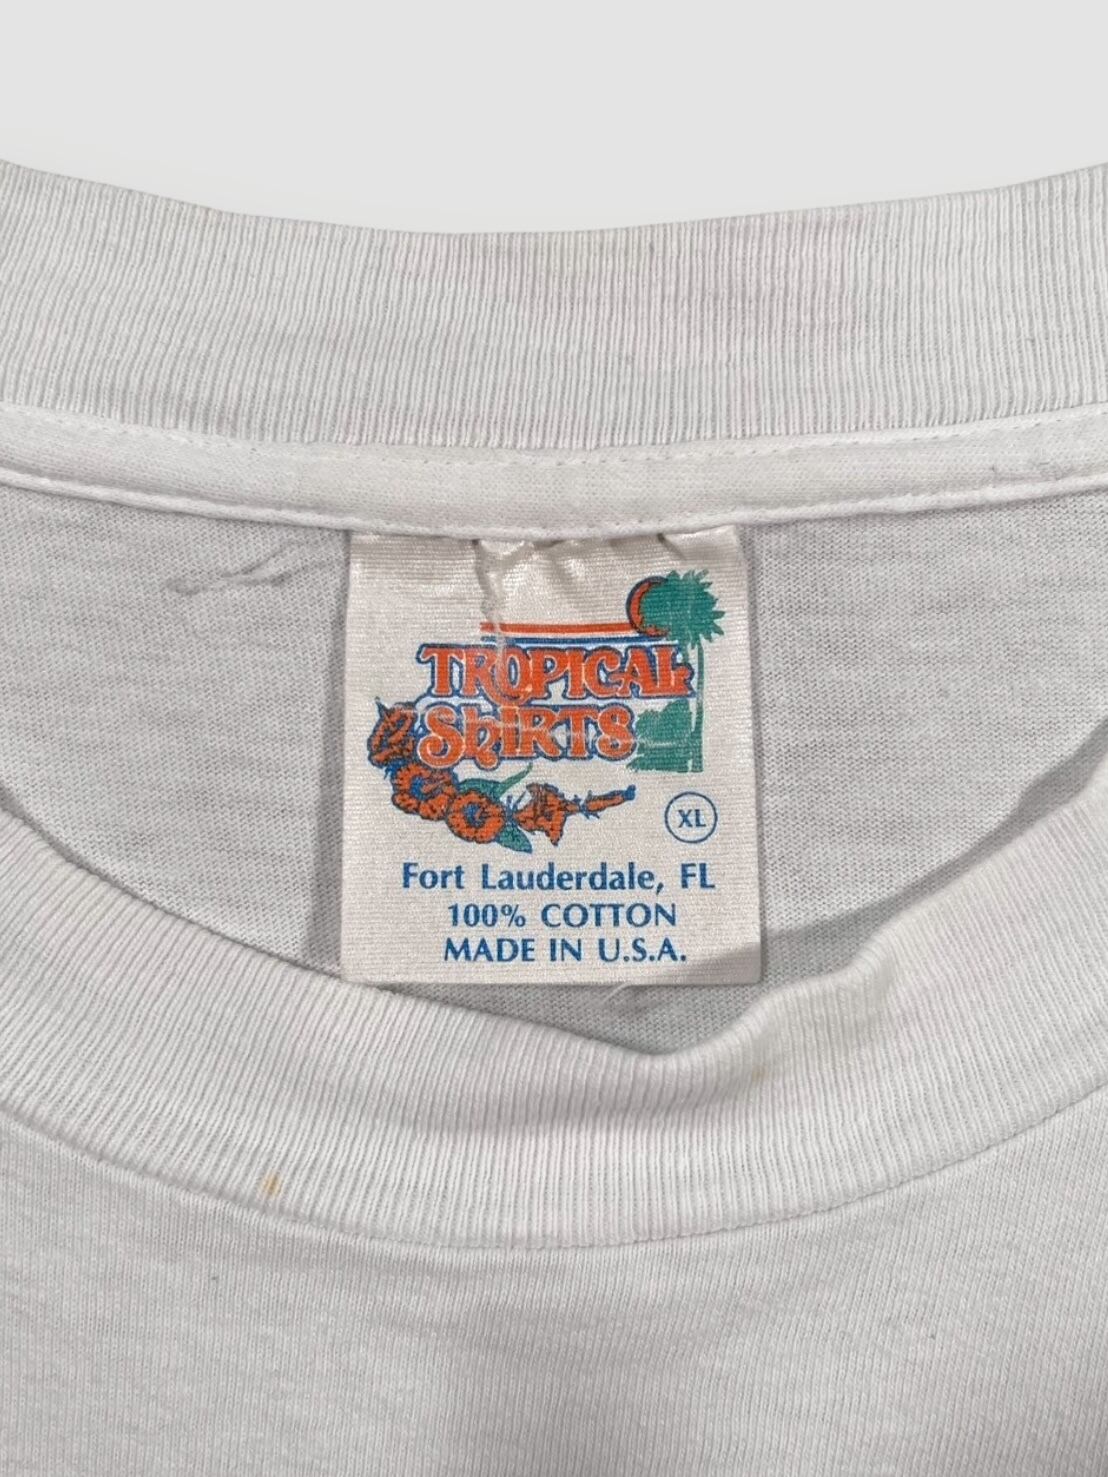 TROPICAL
ShIRTS
XL
Fort Lauderdale, FL
100% COTTON
MADE IN U.S.A.